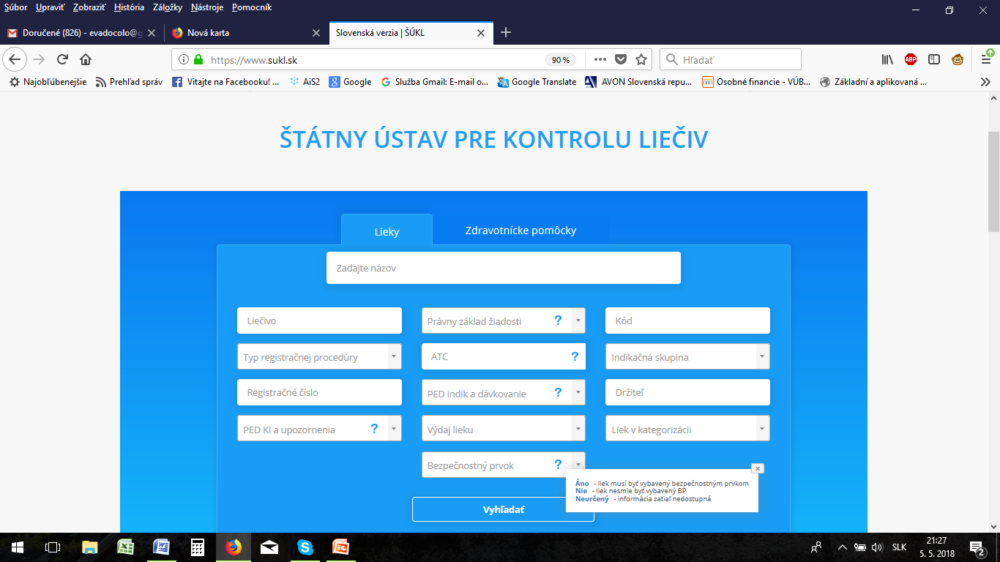 Súbor Upraviť Zobraziť História Záložky Nástroje Pomocník
Doručené (826) - evadocolo@g
Nová karta
Slovenská verzia | ŠÚKL
https://www.sukl.sk
90 %
Hľadať
ABP
Najobľúbenejšie
Prehľad správ
Vitajte na Facebooku! ...
AiS2
Google
Služba Gmail: E-mail o...
Google Translate
AVON Slovenská repu...
Osobné financie - VÚB...
Základní a aplikovaná ...
ŠTÁTNY ÚSTAV PRE KONTROLU LIEČIV
Lieky
Zdravotnícke pomôcky
Zadajte názov
Liečivo
Právny základ žiadosti ?
Kód
Typ registračnej procedúry
ATC ?
Indikačná skupina
Registračné číslo
PED indik a dávkovanie ?
Držiteľ
PED KI a upozornenia ?
Výdaj lieku
Liek v kategorizácii
Bezpečnostný prvok ?
Áno - liek musí byť vybavený bezpečnostným prvkom
Nie - liek nesmie byť vybavený BP
Neurčený - informácia zatiaľ nedostupná
Vyhľadať
SLK
21:27
5. 5. 2018
2